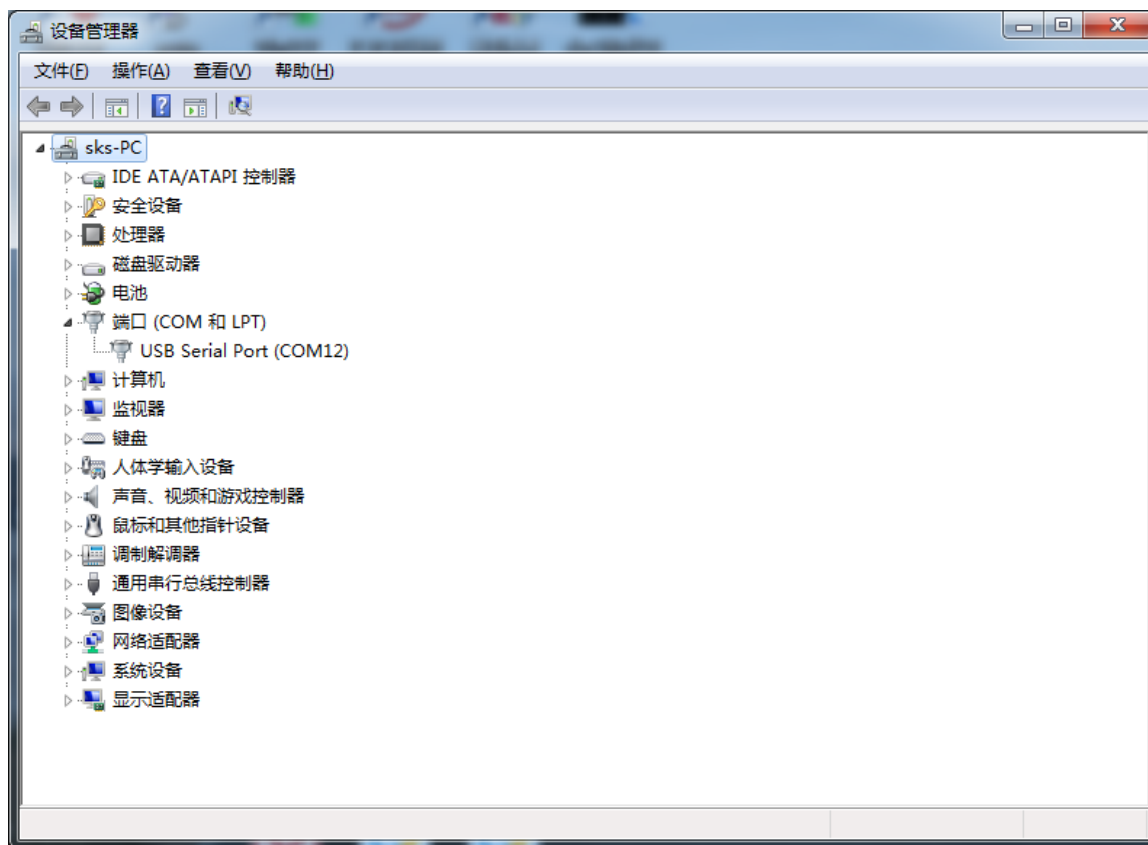 设备管理器
文件(F) 操作(A) 查看(V) 帮助(H)
sks-PC
IDE ATA/ATAPI 控制器
安全设备
处理器
磁盘驱动器
电池
端口 (COM 和 LPT)
USB Serial Port (COM12)
计算机
监视器
键盘
人体学输入设备
声音、视频和游戏控制器
鼠标和其他指针设备
调制解调器
通用串行总线控制器
图像设备
网络适配器
系统设备
显示适配器